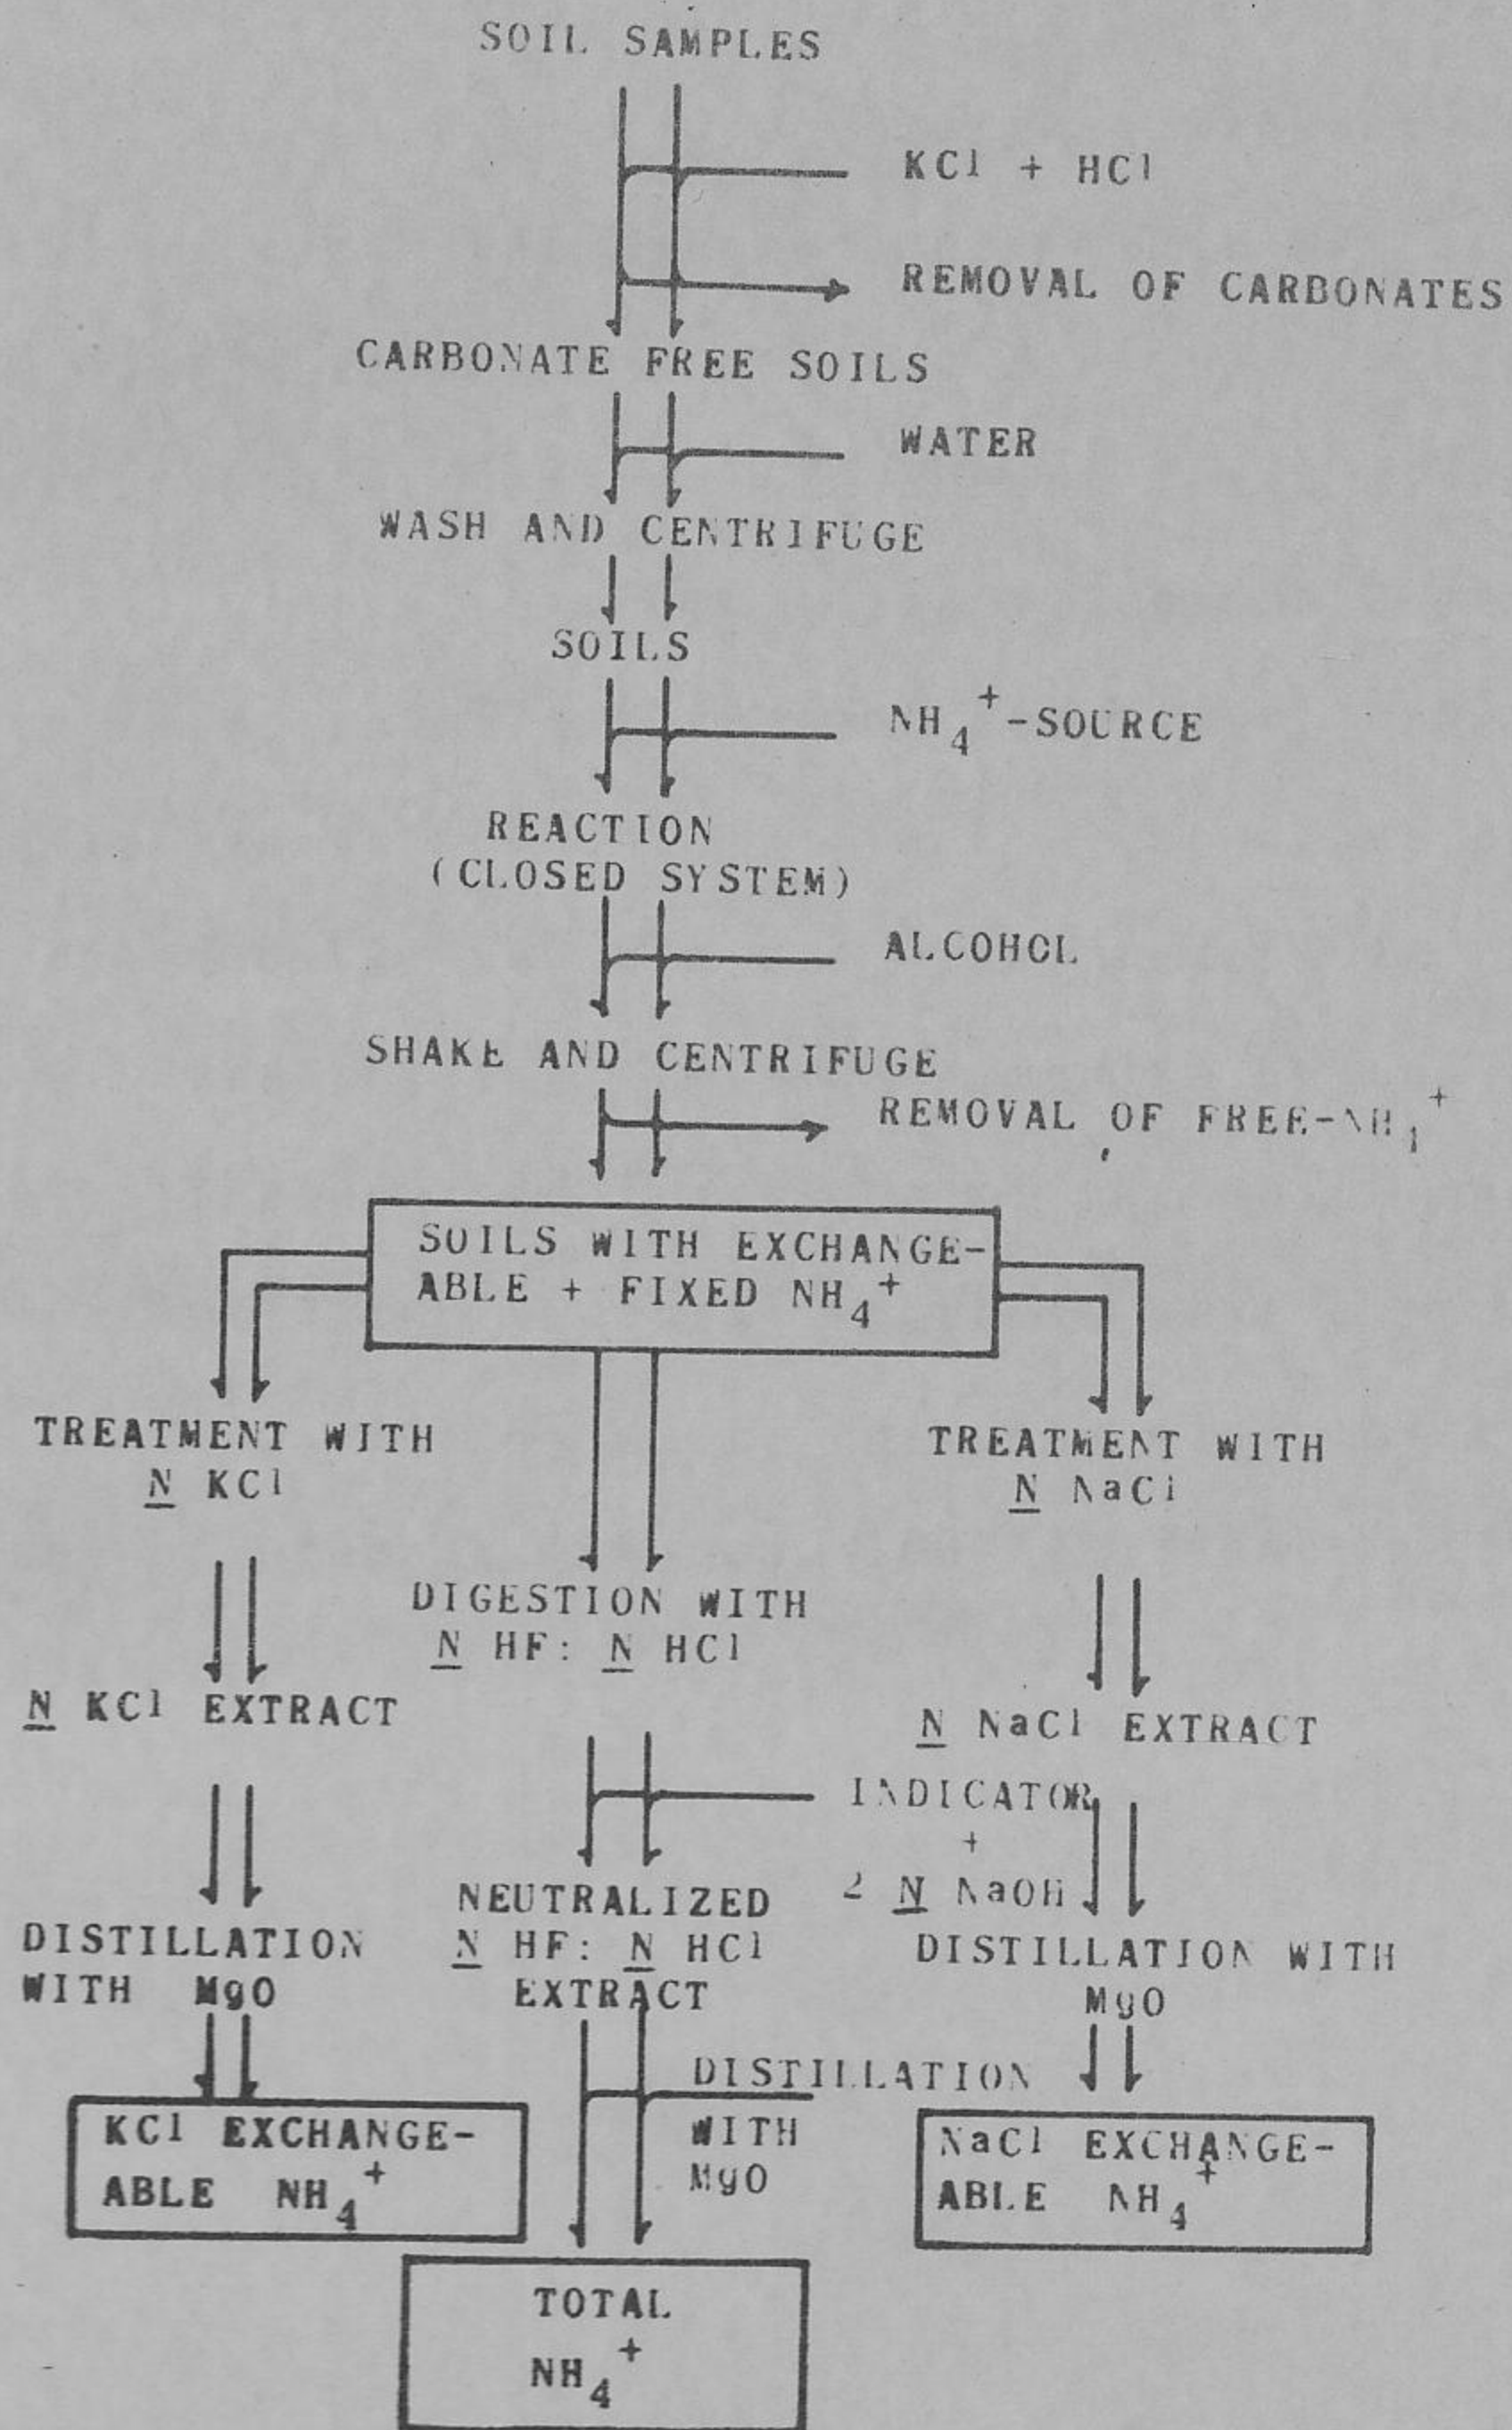 SOIL SAMPLES
KCl + HCl
REMOVAL OF CARBONATES
CARBONATE FREE SOILS
WATER
WASH AND CENTRIFUGE
SOILS
NH4+-SOURCE
REACTION
(CLOSED SYSTEM)
ALCOHOL
SHAKE AND CENTRIFUGE
REMOVAL OF FREE-NH4+
SOILS WITH EXCHANGE-
ABLE + FIXED NH4+
TREATMENT WITH
N KCl
TREATMENT WITH
N NaCl
DIGESTION WITH
N HF: N HCl
N KCl EXTRACT
N NaCl EXTRACT
INDICATOR
+
2 N NaOH
NEUTRALIZED
N HF: N HCl
EXTRACT
DISTILLATION
WITH MgO
DISTILLATION WITH
MgO
DISTILLATION
WITH
MgO
KCl EXCHANGE-
ABLE NH4+
NaCl EXCHANGE-
ABLE NH4+
TOTAL
NH4+